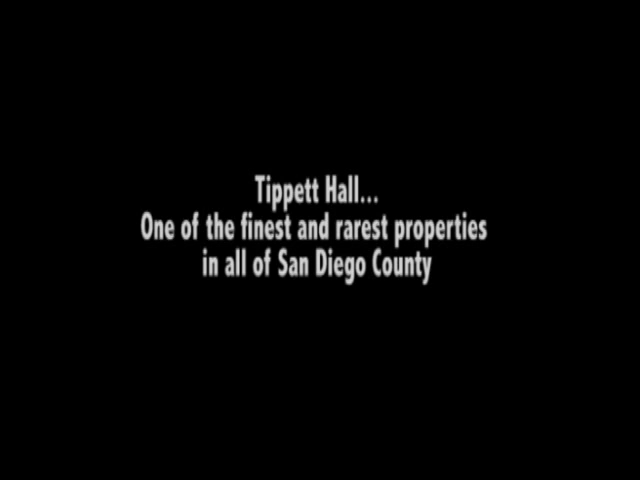 Tippett Hall...
One of the finest and rarest properties
in all of San Diego County